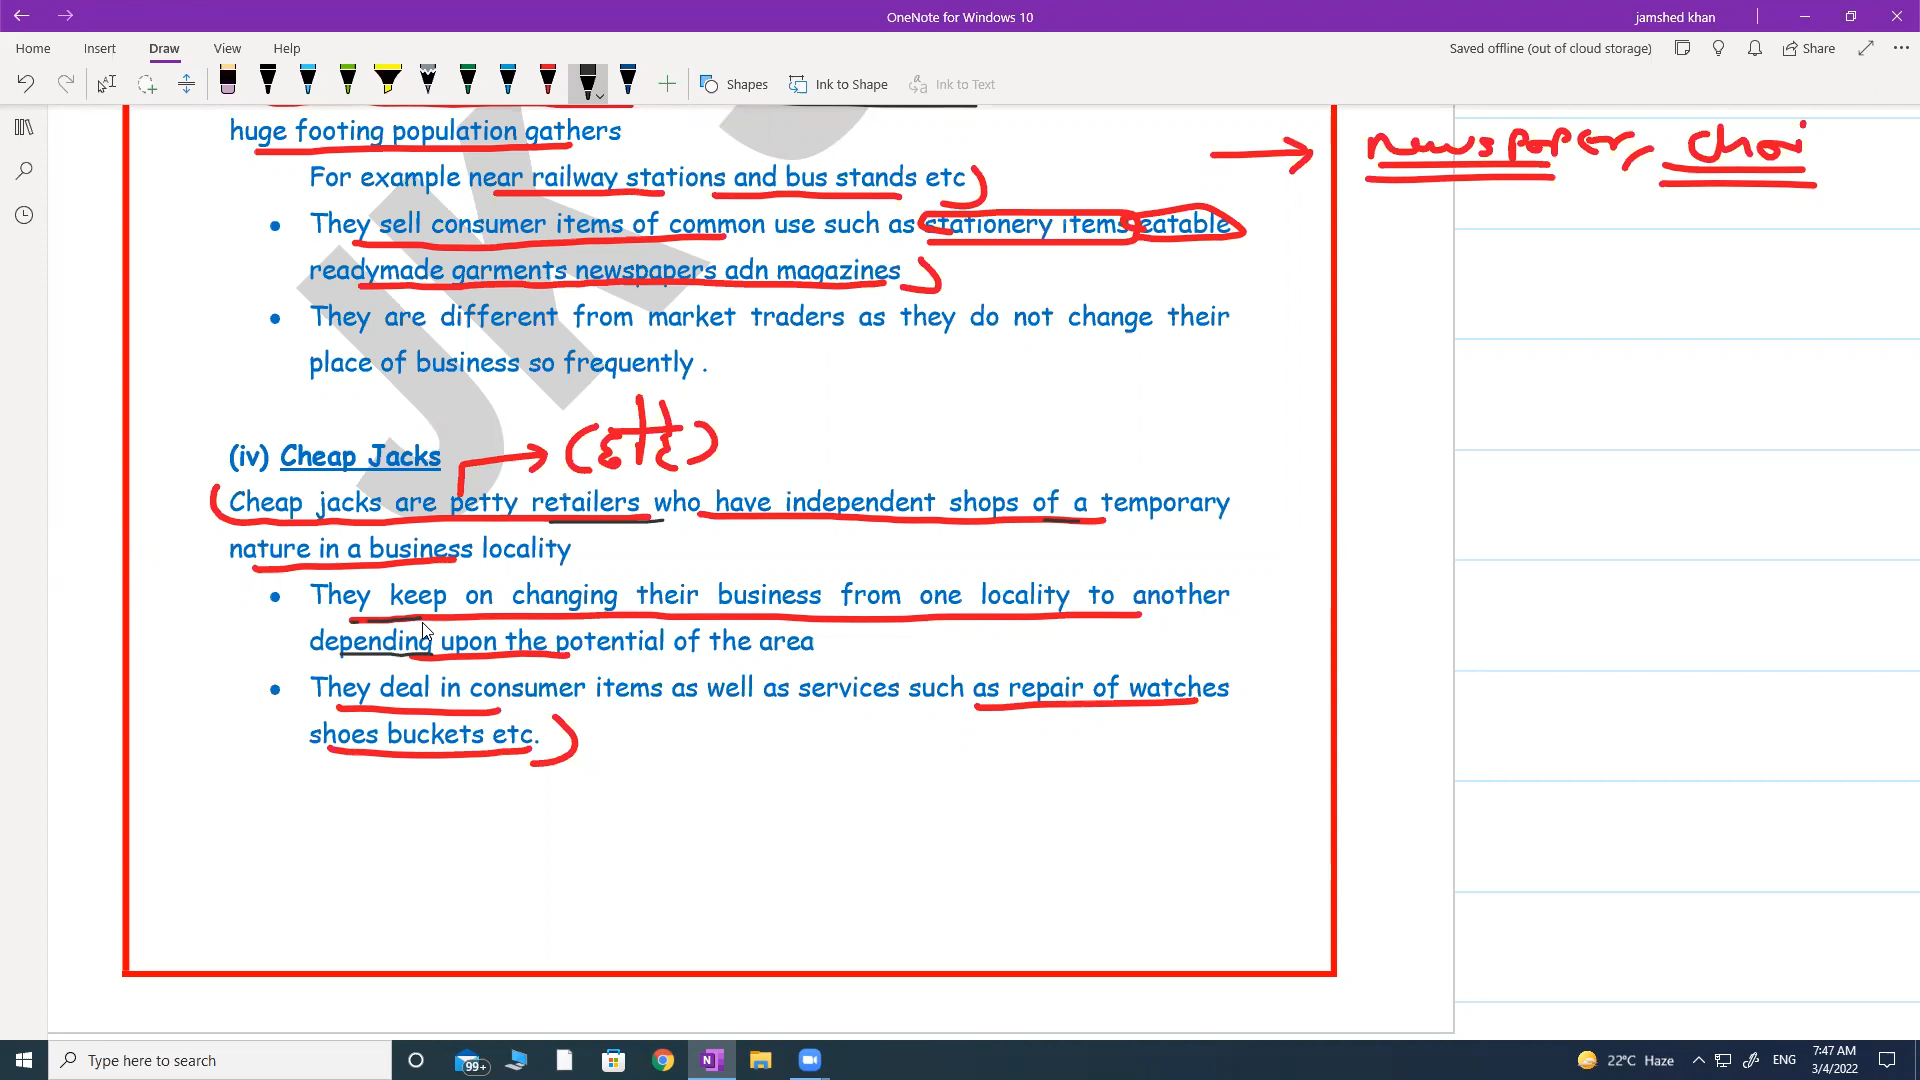 OneNote for Windows 10
jamshed khan
Home Insert Draw View Help
Saved offline (out of cloud storage)
Share
Shapes
Ink to Shape
Ink to Text
huge footing population gathers
For example near railway stations and bus stands etc
newspaper,
• They sell consumer items of common use such as stationery items eatable
readymade garments newspapers adn magazines
• They are different from market traders as they do not change their
place of business so frequently .
(iv) Cheap Jacks
Cheap jacks are petty retailers who have independent shops of a temporary
nature in a business locality
• They keep on changing their business from one locality to another
depending upon the potential of the area
• They deal in consumer items as well as services such as repair of watches
shoes buckets etc.
JK
Type here to search
99+
22°C Haze
ENG
7:47 AM
3/4/2022